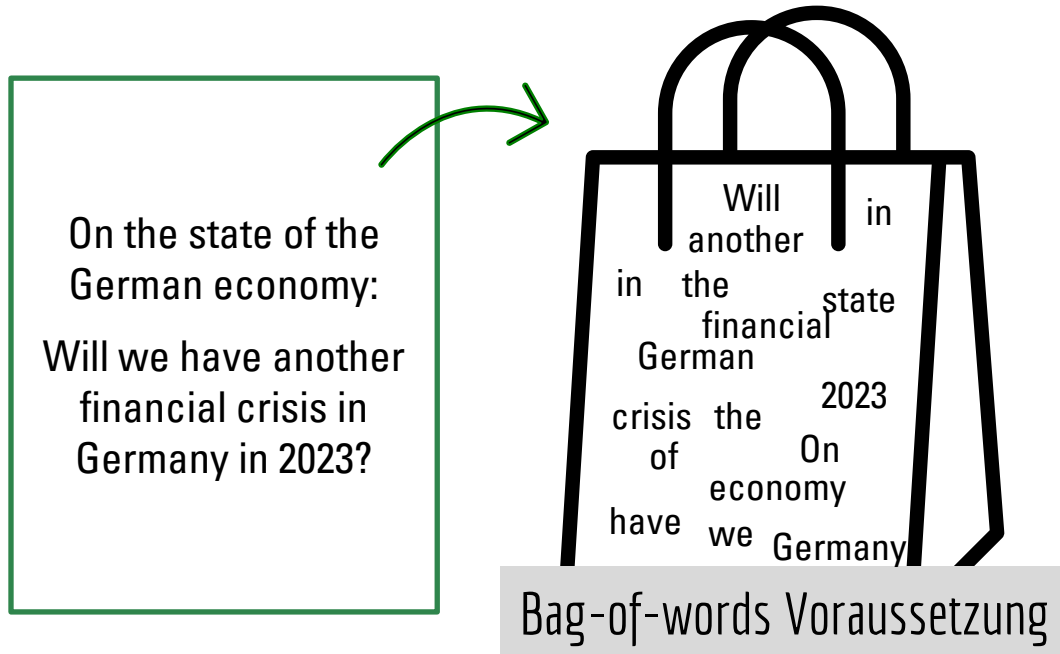 On the state of the
German economy:
Will we have another
financial crisis in
Germany in 2023?
Will
in
another
in the
state
financial
German
2023
crisis the
of
On
economy
have we Germany
Bag-of-words Voraussetzung